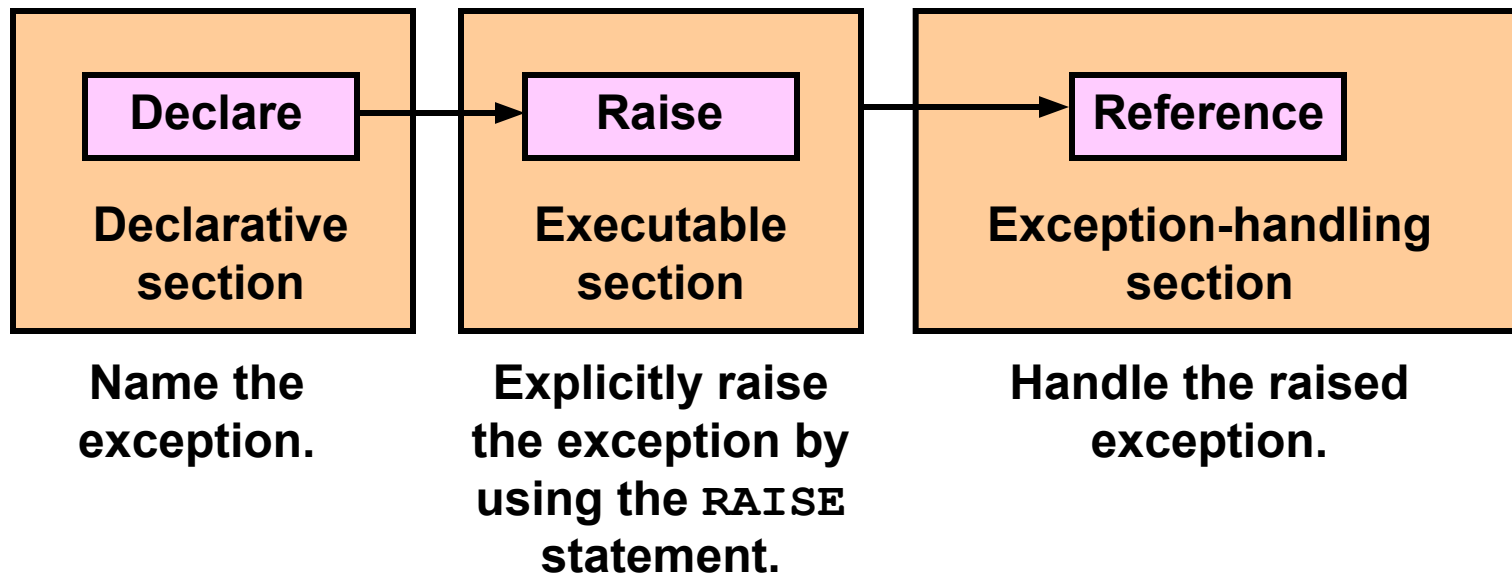 Declare
Declarative
section
Name the
exception.
Raise
Executable
section
Explicitly raise
the exception by
using the RAISE
statement.
Reference
Exception-handling
section
Handle the raised
exception.